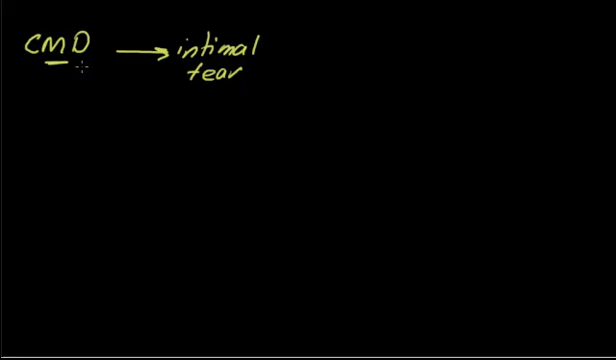 CMD → intimal
tear